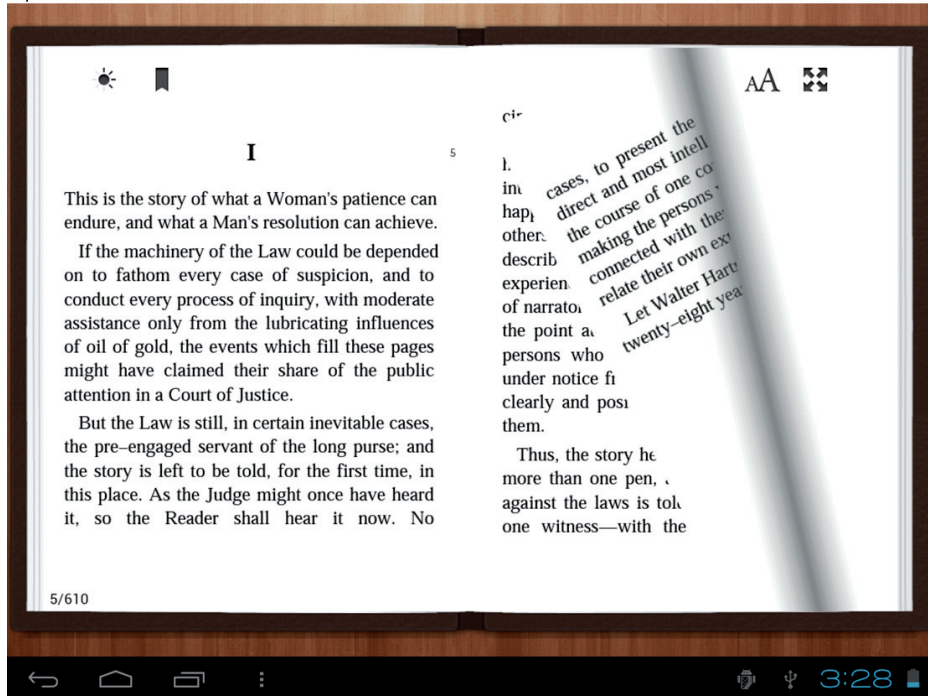 AA
I
5
This is the story of what a Woman's patience can
endure, and what a Man's resolution can achieve.
If the machinery of the Law could be depended
on to fathom every case of suspicion, and to
conduct every process of inquiry, with moderate
assistance only from the lubricating influences
of oil of gold, the events which fill these pages
might have claimed their share of the public
attention in a Court of Justice.
But the Law is still, in certain inevitable cases,
the pre–engaged servant of the long purse; and
the story is left to be told, for the first time, in
this place. As the Judge might once have heard
it, so the Reader shall hear it now. No
5/610
of
the point
persons who
under notice
clearly and
them.
Thus, the story
more than one pen,
against the laws is
one witness—with the
cases, to present the
direct and most
the course of one
making the persons
connected with
relate their own
Let Walter
twenty–eight
3:28